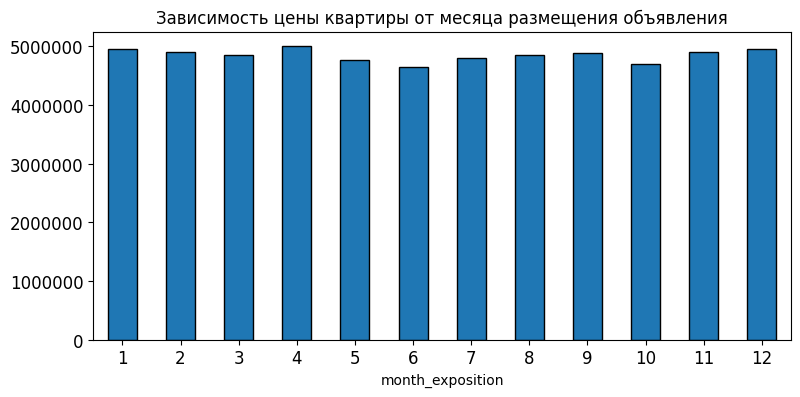 Зависимость цены квартиры от месяца размещения объявления
5000000
4000000
3000000
2000000
1000000
0
1 2 3 4 5 6 7 8 9 10 11 12
month_exposition